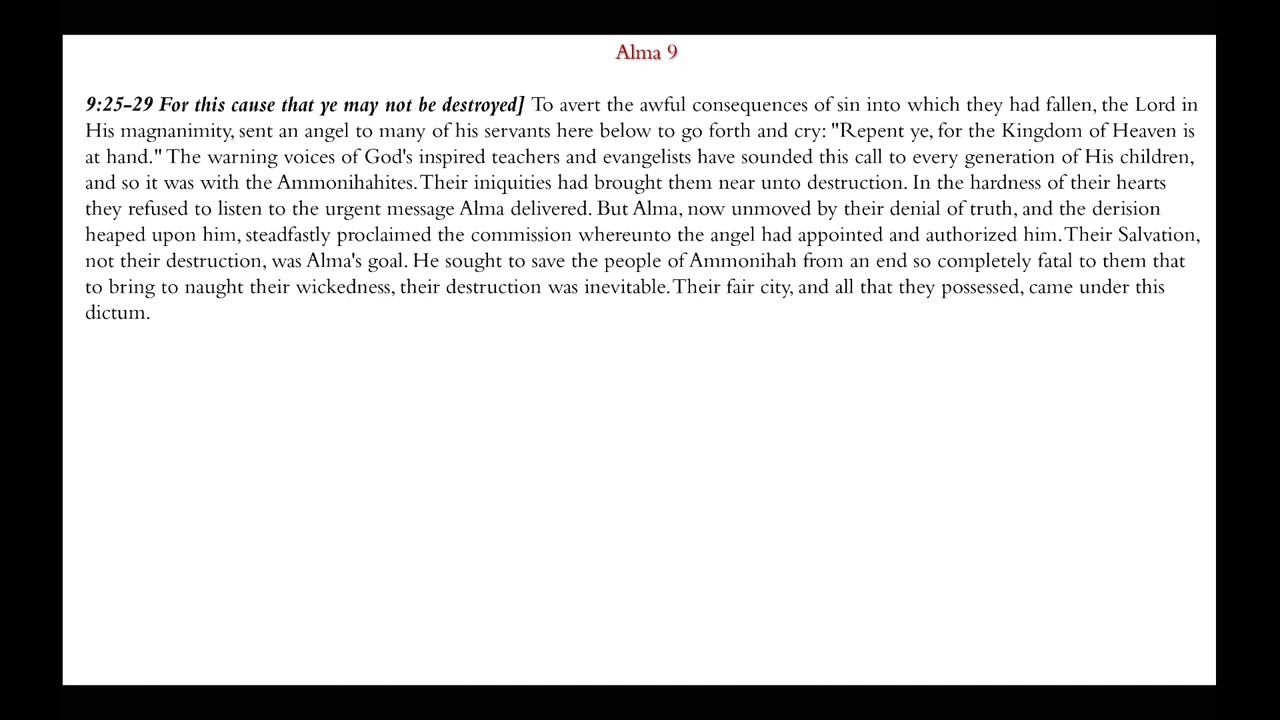 Alma 9
9:25-29 For this cause that ye may not be destroyed] To avert the awful consequences of sin into which they had fallen, the Lord in
His magnanimity, sent an angel to many of his servants here below to go forth and cry: "Repent ye, for the Kingdom of Heaven is
at hand." The warning voices of God's inspired teachers and evangelists have sounded this call to every generation of His children,
and so it was with the Ammonihahites. Their iniquities had brought them near unto destruction. In the hardness of their hearts
they refused to listen to the urgent message Alma delivered. But Alma, now unmoved by their denial of truth, and the derision
heaped upon him, steadfastly proclaimed the commission whereunto the angel had appointed and authorized him. Their Salvation,
not their destruction, was Alma's goal. He sought to save the people of Ammonihah from an end so completely fatal to them that
to bring to naught their wickedness, their destruction was inevitable. Their fair city, and all that they possessed, came under this
dictum.